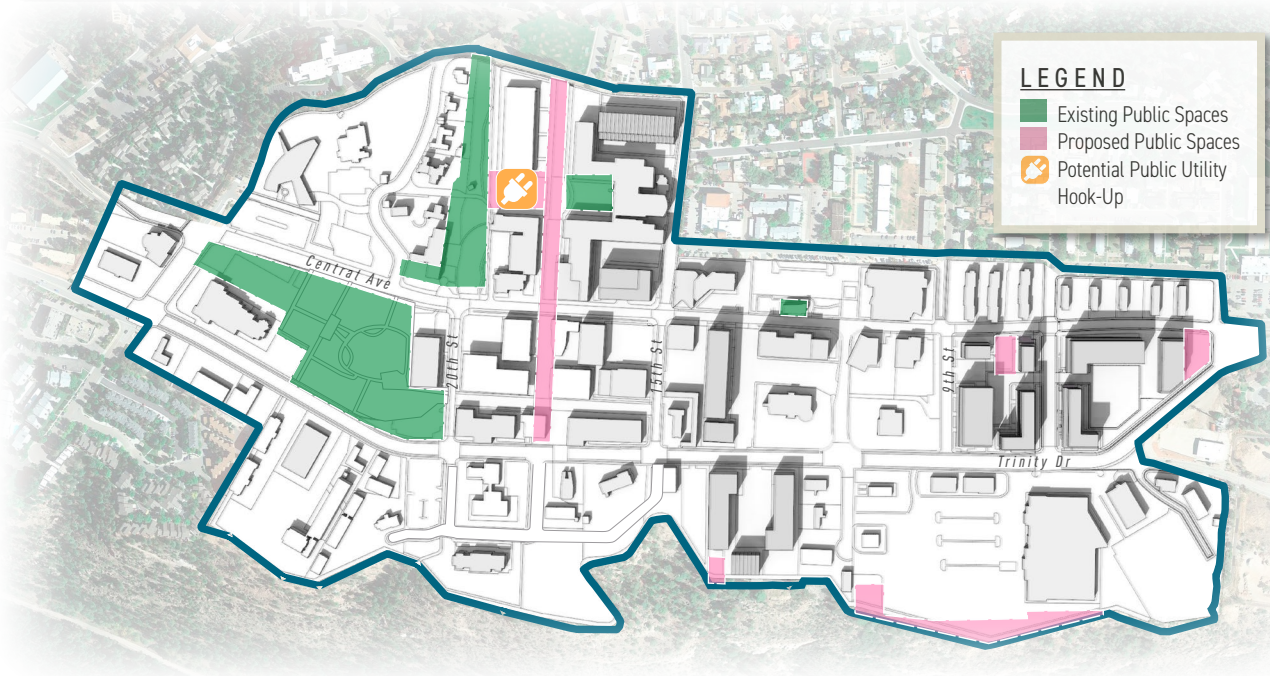 LEGEND
Existing Public Spaces
Proposed Public Spaces
Potential Public Utility
Hook-Up
Central Ave
20th St
15th St
9th St
Trinity Dr